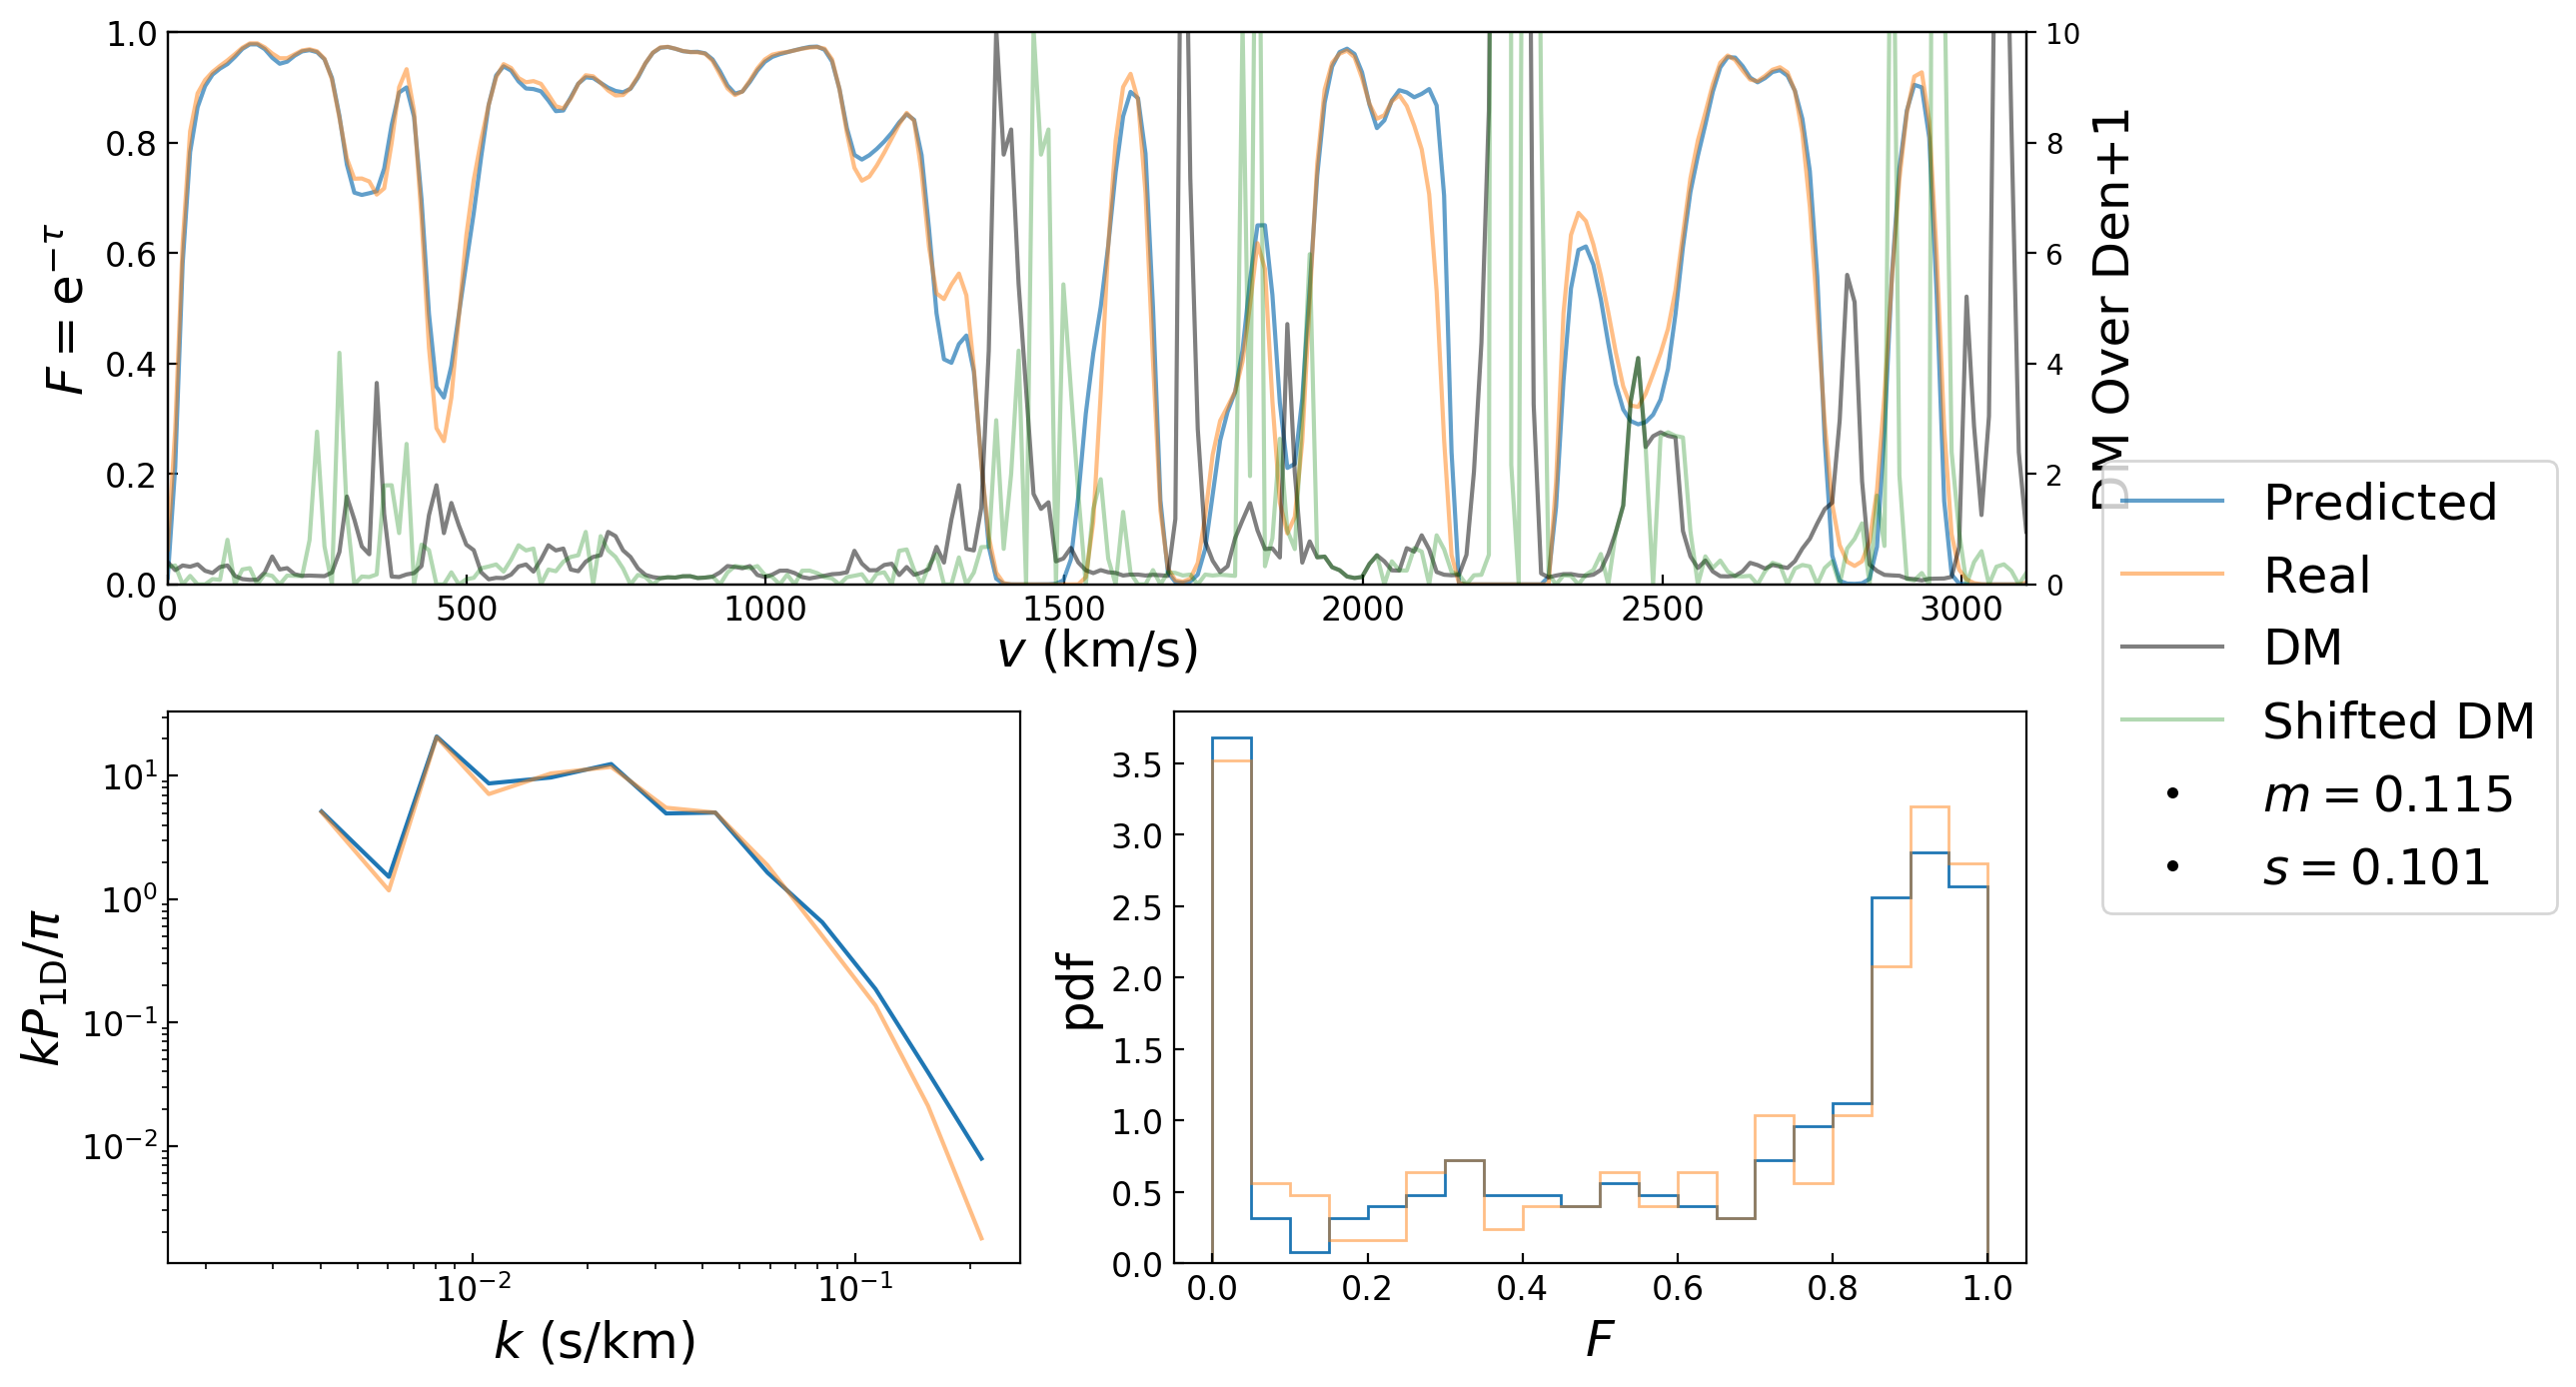 1.0
0.8
0.6
0.4
0.2
0.0
F = e^{−τ}
0 500 1000 1500 2000 2500 3000
v (km/s)
10
8
6
4
2
0
DM Over Den+1
Predicted
Real
DM
Shifted DM
m = 0.115
s = 0.101
10^1
10^0
10^{−1}
10^{−2}
kP_{1D}/π
10^{−2} 10^{−1}
k (s/km)
3.5
3.0
2.5
2.0
1.5
1.0
0.5
0.0
pdf
0.0 0.2 0.4 0.6 0.8 1.0
F